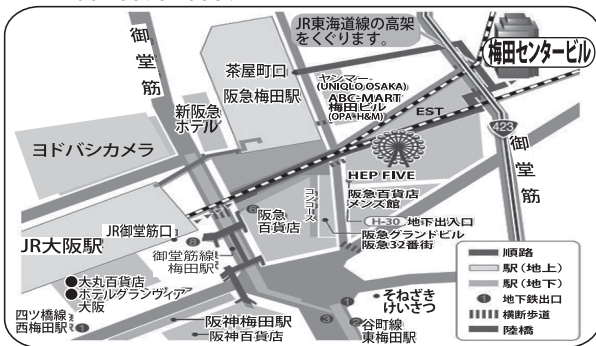 JR東海道線の高架
をくぐります。
梅田センタービル
御堂筋
茶屋町口
阪急梅田駅
ヤンマー
(UNIQLO OSAKA)
ABC-MART
梅田ビル
(OPA H&M)
EST
423
御堂筋
新阪急
ホテル
ヨドバシカメラ
HEP FIVE
阪急百貨店
メンズ館
コンコース
H-30 地下出入口
阪急グランドビル
阪急32番街
6
阪急
百貨店
JR御堂筋口
JR大阪駅
8
御堂筋線
梅田駅
●大丸百貨店
●ホテルグランヴィア
大阪
四ツ橋線
西梅田駅
1
阪神梅田駅
阪神百貨店
1
そねざき
けいさつ
3
2
谷町線
東梅田駅
順路
駅(地上)
駅(地下)
1 地下鉄出口
横断歩道
陸橋